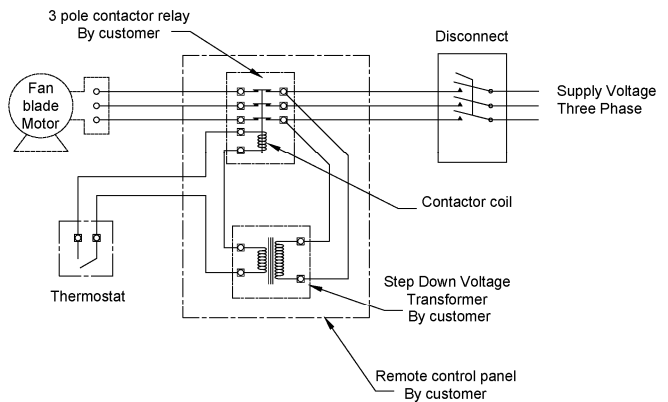 3 pole contactor relay
By customer
Disconnect
Fan
blade
Motor
Supply Voltage
Three Phase
Contactor coil
Thermostat
Step Down Voltage
Transformer
By customer
Remote control panel
By customer